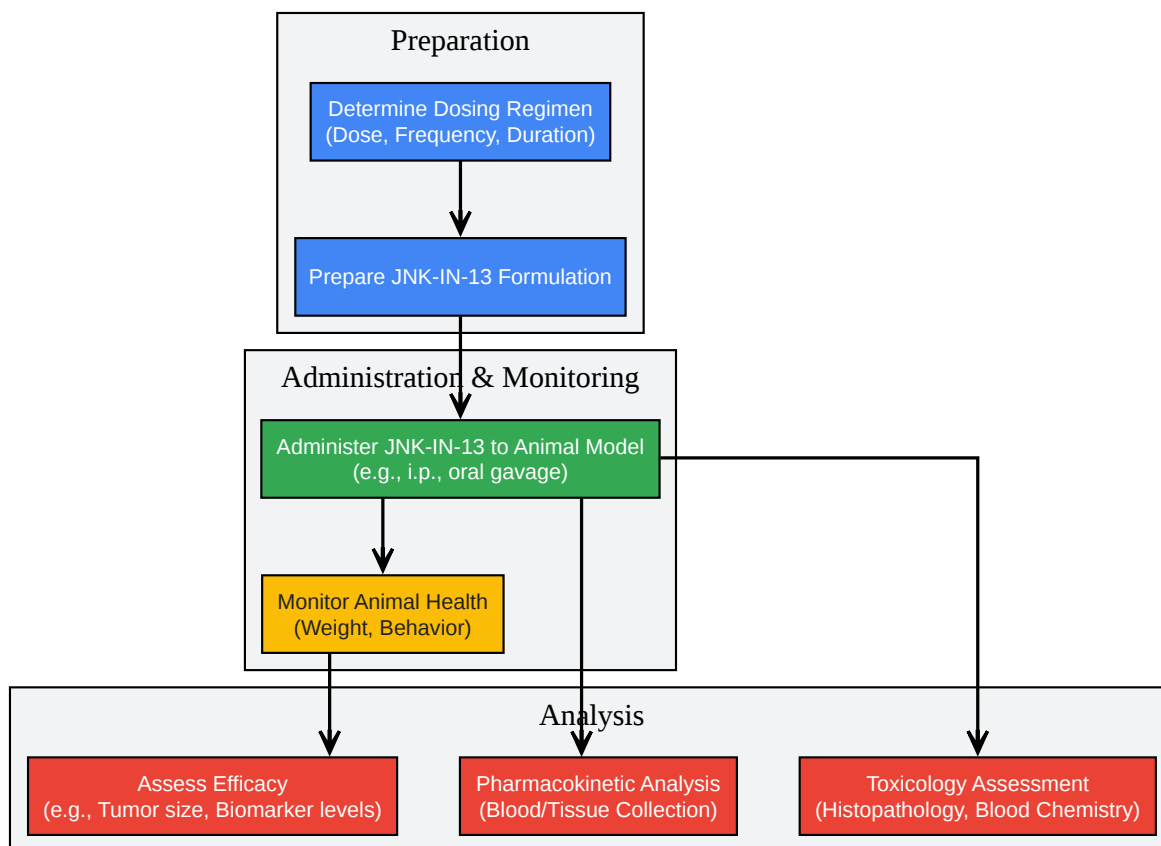 Preparation
Determine Dosing Regimen
(Dose, Frequency, Duration)
Prepare JNK-IN-13 Formulation
Administration & Monitoring
Administer JNK-IN-13 to Animal Model
(e.g., i.p., oral gavage)
Monitor Animal Health
(Weight, Behavior)
Analysis
Assess Efficacy
(e.g., Tumor size, Biomarker levels)
Pharmacokinetic Analysis
(Blood/Tissue Collection)
Toxicology Assessment
(Histopathology, Blood Chemistry)